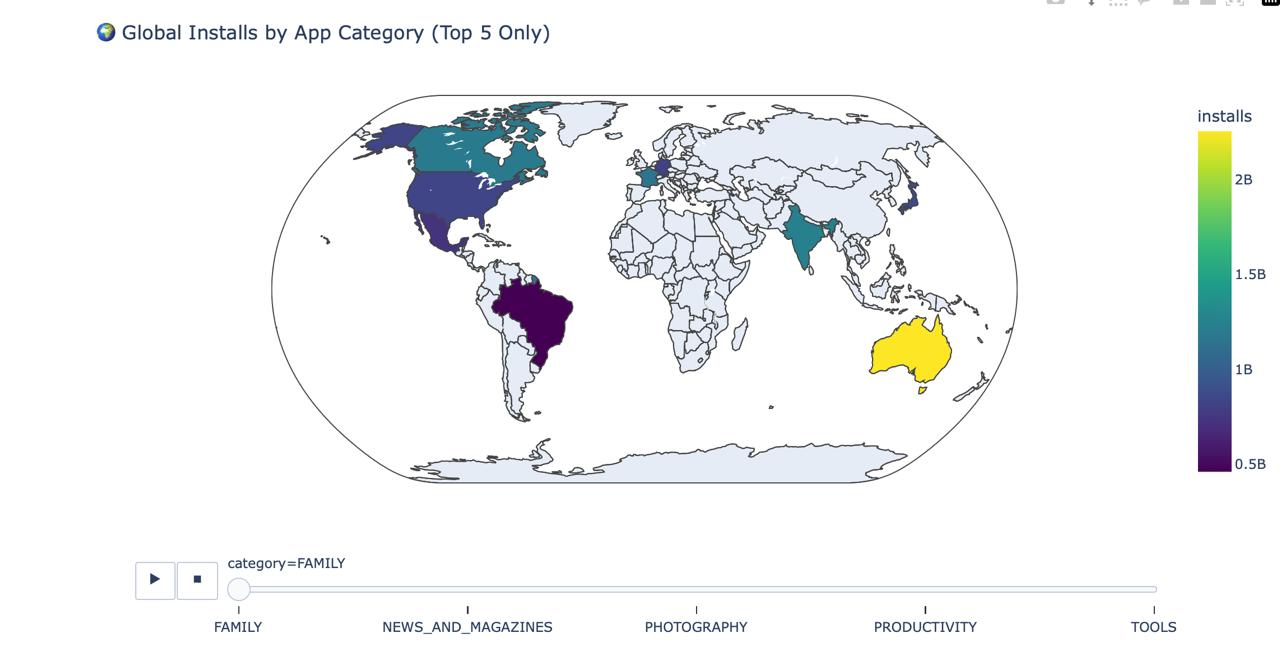 🌍 Global Installs by App Category (Top 5 Only)
installs
2B
1.5B
1B
0.5B
category=FAMILY
FAMILY
NEWS_AND_MAGAZINES
PHOTOGRAPHY
PRODUCTIVITY
TOOLS